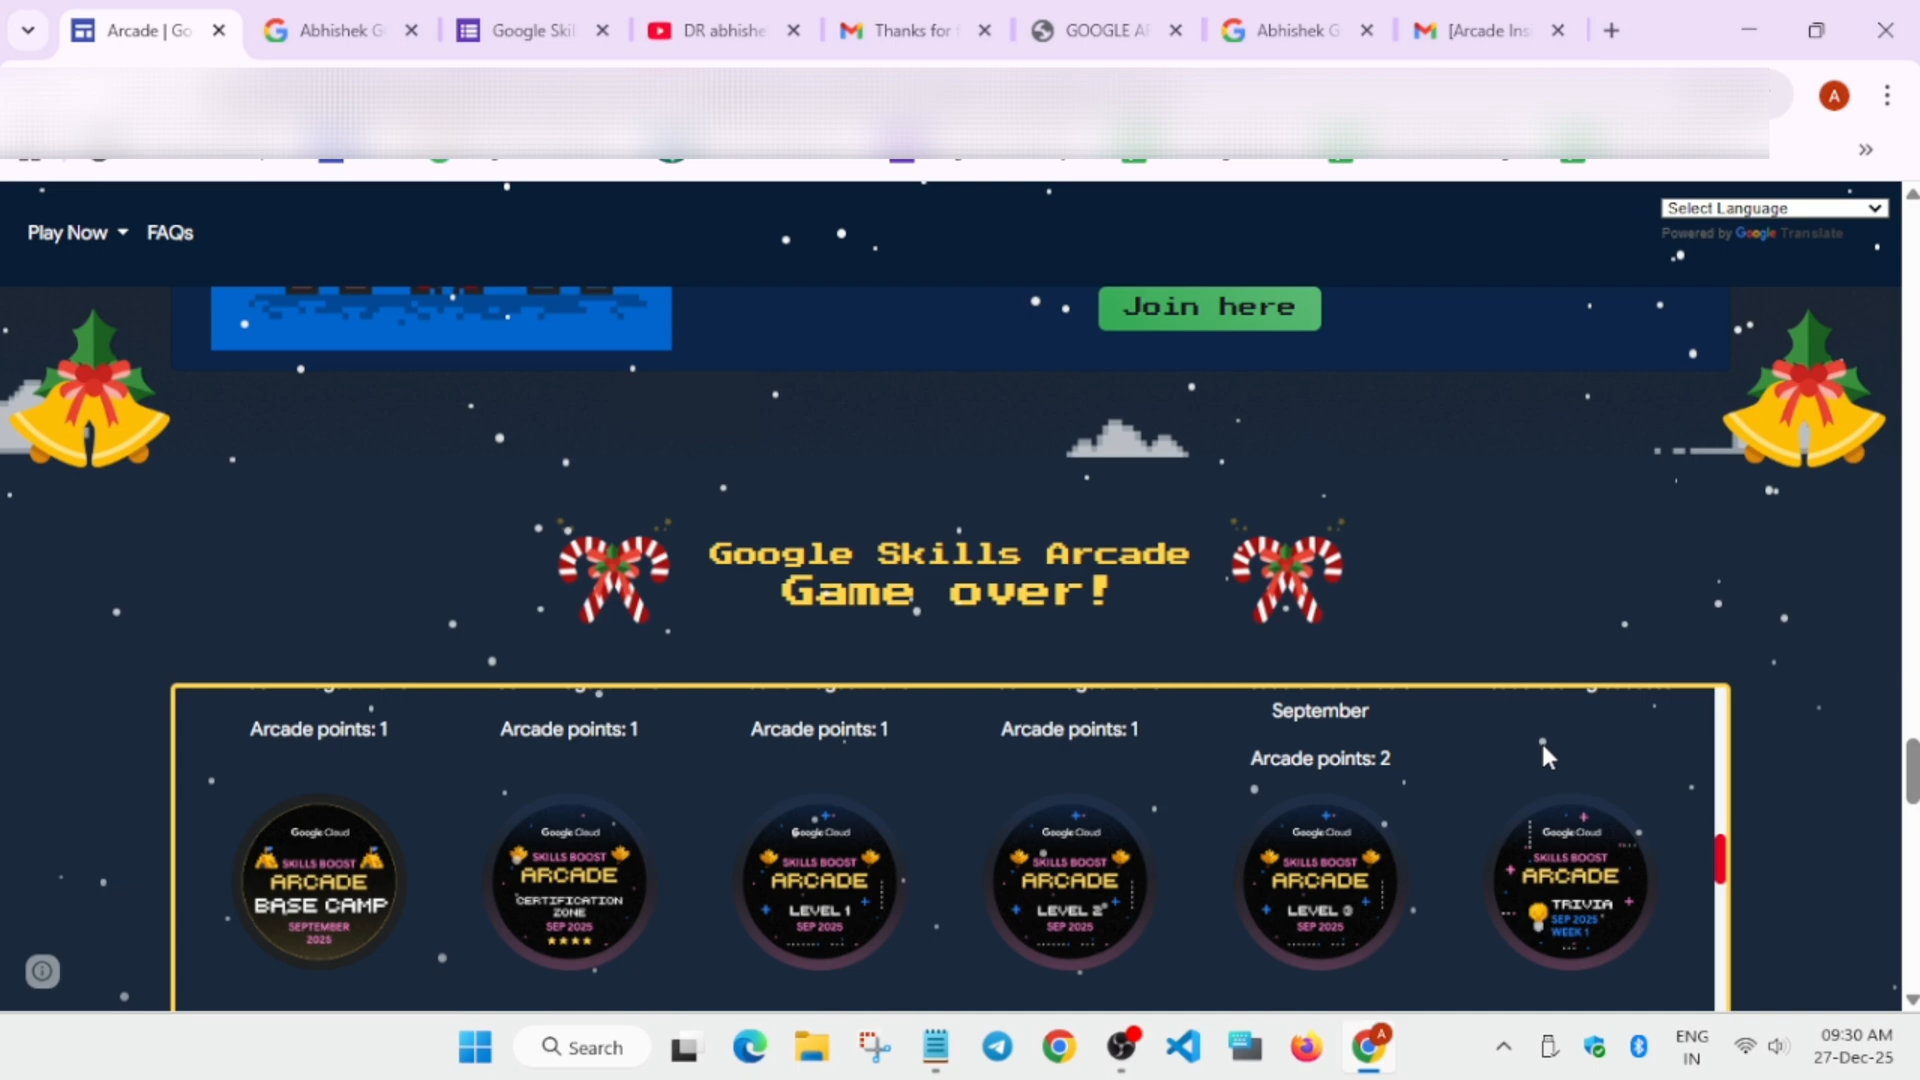 Arcade | Go
Abhishek G
Google Skil
DR abhishe
Thanks for
GOOGLE A
Abhishek G
[Arcade Ins
A
Play Now
FAQs
Select Language
Powered by Google Translate
Join here
Google Skills Arcade
Game over!
September
Arcade points: 1
Arcade points: 1
Arcade points: 1
Arcade points: 1
Arcade points: 2
Google Cloud
SKILLS BOOST
ARCADE
BASE CAMP
SEPTEMBER
2025
Google Cloud
SKILLS BOOST
ARCADE
CERTIFICATION
ZONE
SEP 2025
Google Cloud
SKILLS BOOST
ARCADE
LEVEL 1
SEP 2025
Google Cloud
SKILLS BOOST
ARCADE
LEVEL 2
SEP 2025
Google Cloud
SKILLS BOOST
ARCADE
LEVEL 3
SEP 2025
Google Cloud
SKILLS BOOST
ARCADE
TRIVIA
SEP 2025
WEEK 1
Search
A
ENG
IN
09:30 AM
27-Dec-25